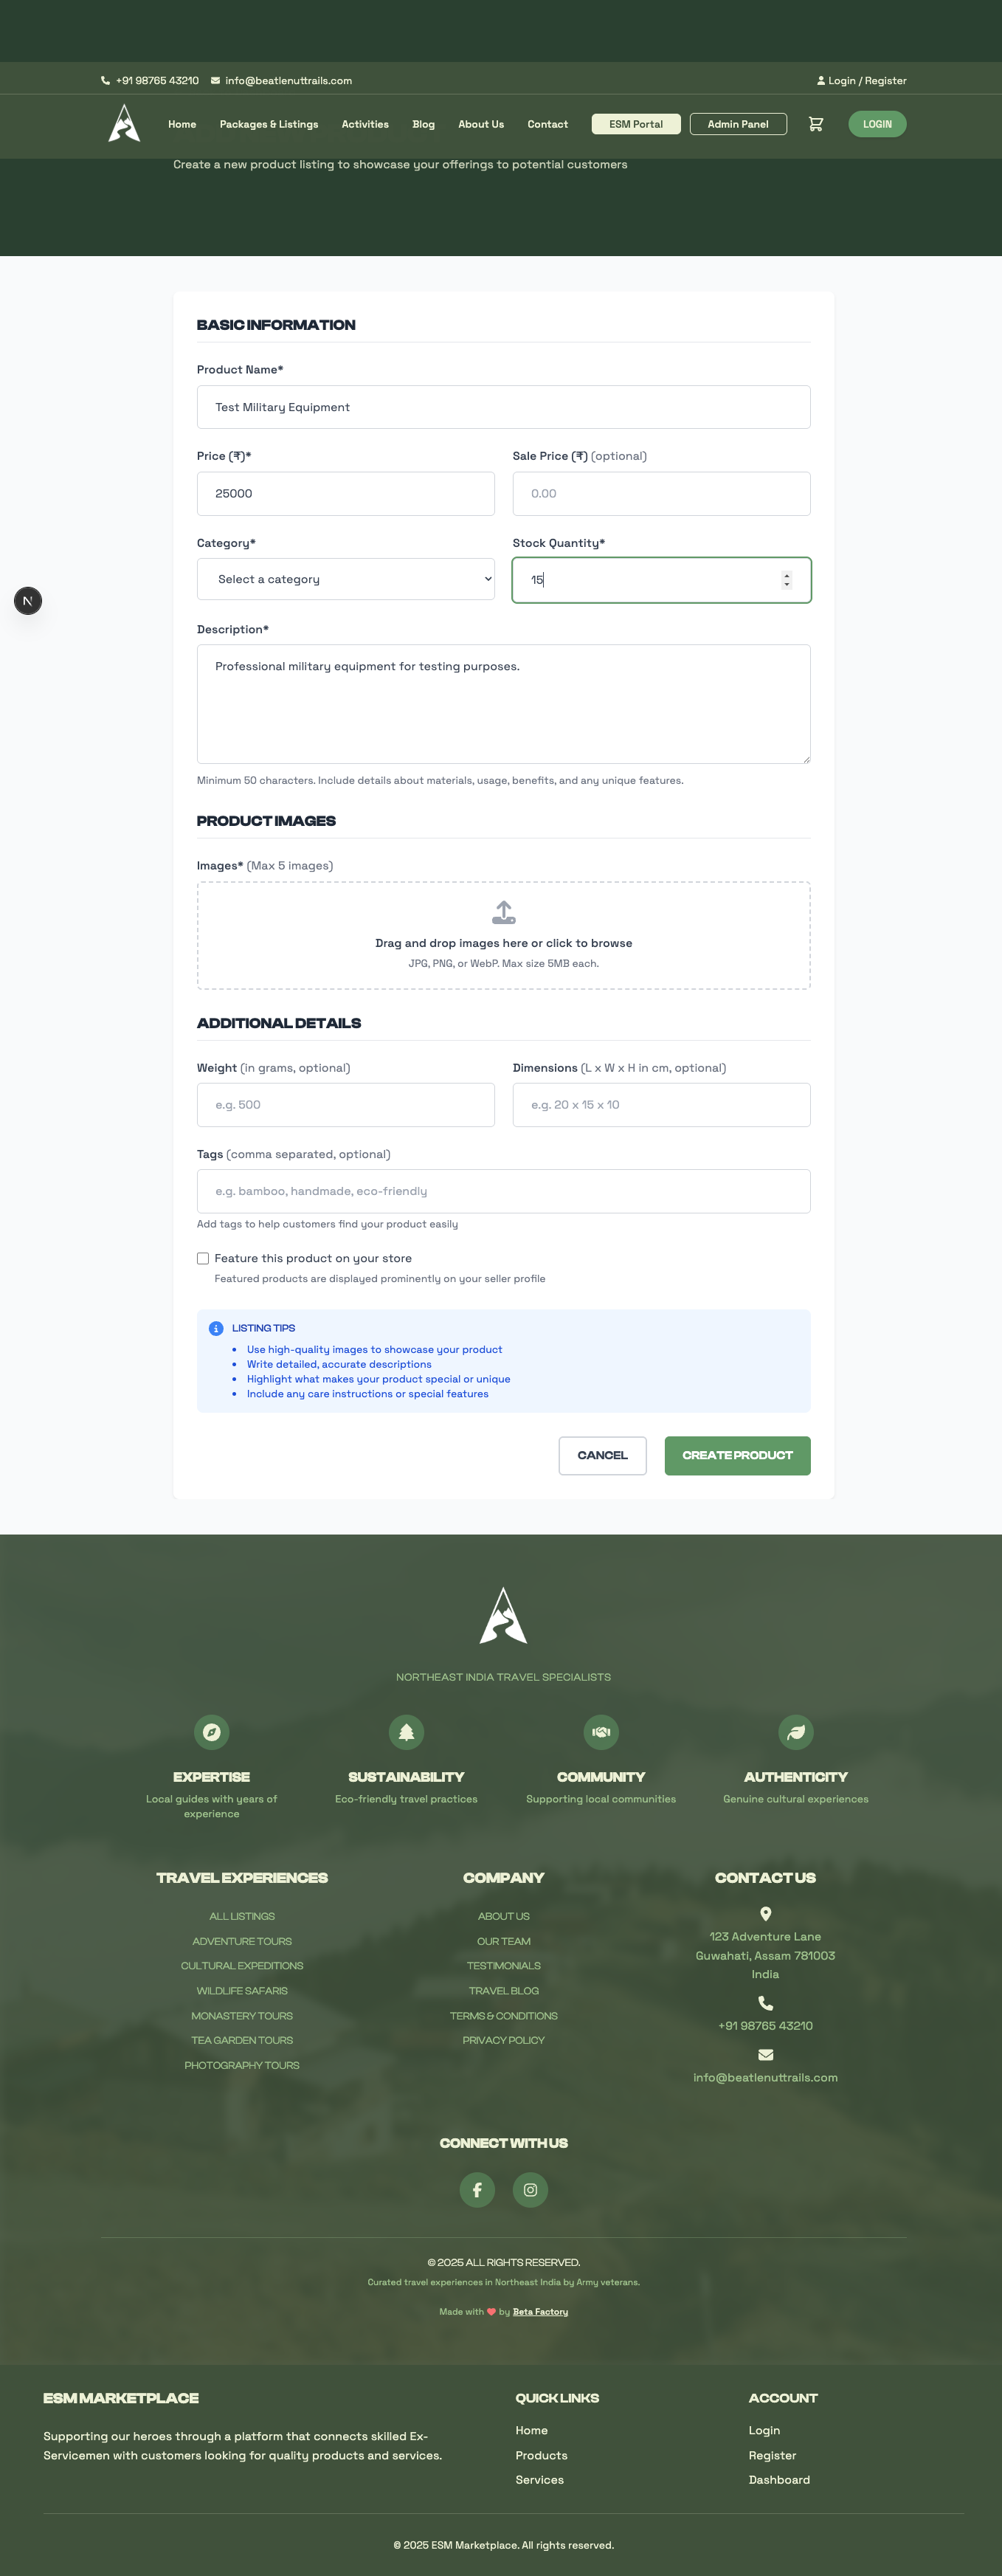 +91 98765 43210 info@beatlenuttrails.com Login / Register
Home Packages & Listings Activities Blog About Us Contact ESM Portal Admin Panel LOGIN
Create a new product listing to showcase your offerings to potential customers
BASIC INFORMATION
Product Name*
Test Military Equipment
Price (₹)* Sale Price (₹) (optional)
25000 0.00
Category* Stock Quantity*
Select a category 15
Description*
Professional military equipment for testing purposes.
Minimum 50 characters. Include details about materials, usage, benefits, and any unique features.
PRODUCT IMAGES
Images* (Max 5 images)
Drag and drop images here or click to browse
JPG, PNG, or WebP. Max size 5MB each.
ADDITIONAL DETAILS
Weight (in grams, optional) Dimensions (L x W x H in cm, optional)
e.g. 500 e.g. 20 x 15 x 10
Tags (comma separated, optional)
e.g. bamboo, handmade, eco-friendly
Add tags to help customers find your product easily
Feature this product on your store
Featured products are displayed prominently on your seller profile
LISTING TIPS
• Use high-quality images to showcase your product
• Write detailed, accurate descriptions
• Highlight what makes your product special or unique
• Include any care instructions or special features
CANCEL CREATE PRODUCT
NORTHEAST INDIA TRAVEL SPECIALISTS
EXPERTISE SUSTAINABILITY COMMUNITY AUTHENTICITY
Local guides with years of experience Eco-friendly travel practices Supporting local communities Genuine cultural experiences
TRAVEL EXPERIENCES
ALL LISTINGS
ADVENTURE TOURS
CULTURAL EXPEDITIONS
WILDLIFE SAFARIS
MONASTERY TOURS
TEA GARDEN TOURS
PHOTOGRAPHY TOURS
COMPANY
ABOUT US
OUR TEAM
TESTIMONIALS
TRAVEL BLOG
TERMS & CONDITIONS
PRIVACY POLICY
CONTACT US
123 Adventure Lane
Guwahati, Assam 781003
India
+91 98765 43210
info@beatlenuttrails.com
CONNECT WITH US
© 2025 ALL RIGHTS RESERVED.
Curated travel experiences in Northeast India by Army veterans.
Made with ❤ by Beta Factory
ESM MARKETPLACE
Supporting our heroes through a platform that connects skilled Ex-
Servicemen with customers looking for quality products and services.
QUICK LINKS
Home
Products
Services
ACCOUNT
Login
Register
Dashboard
© 2025 ESM Marketplace. All rights reserved.